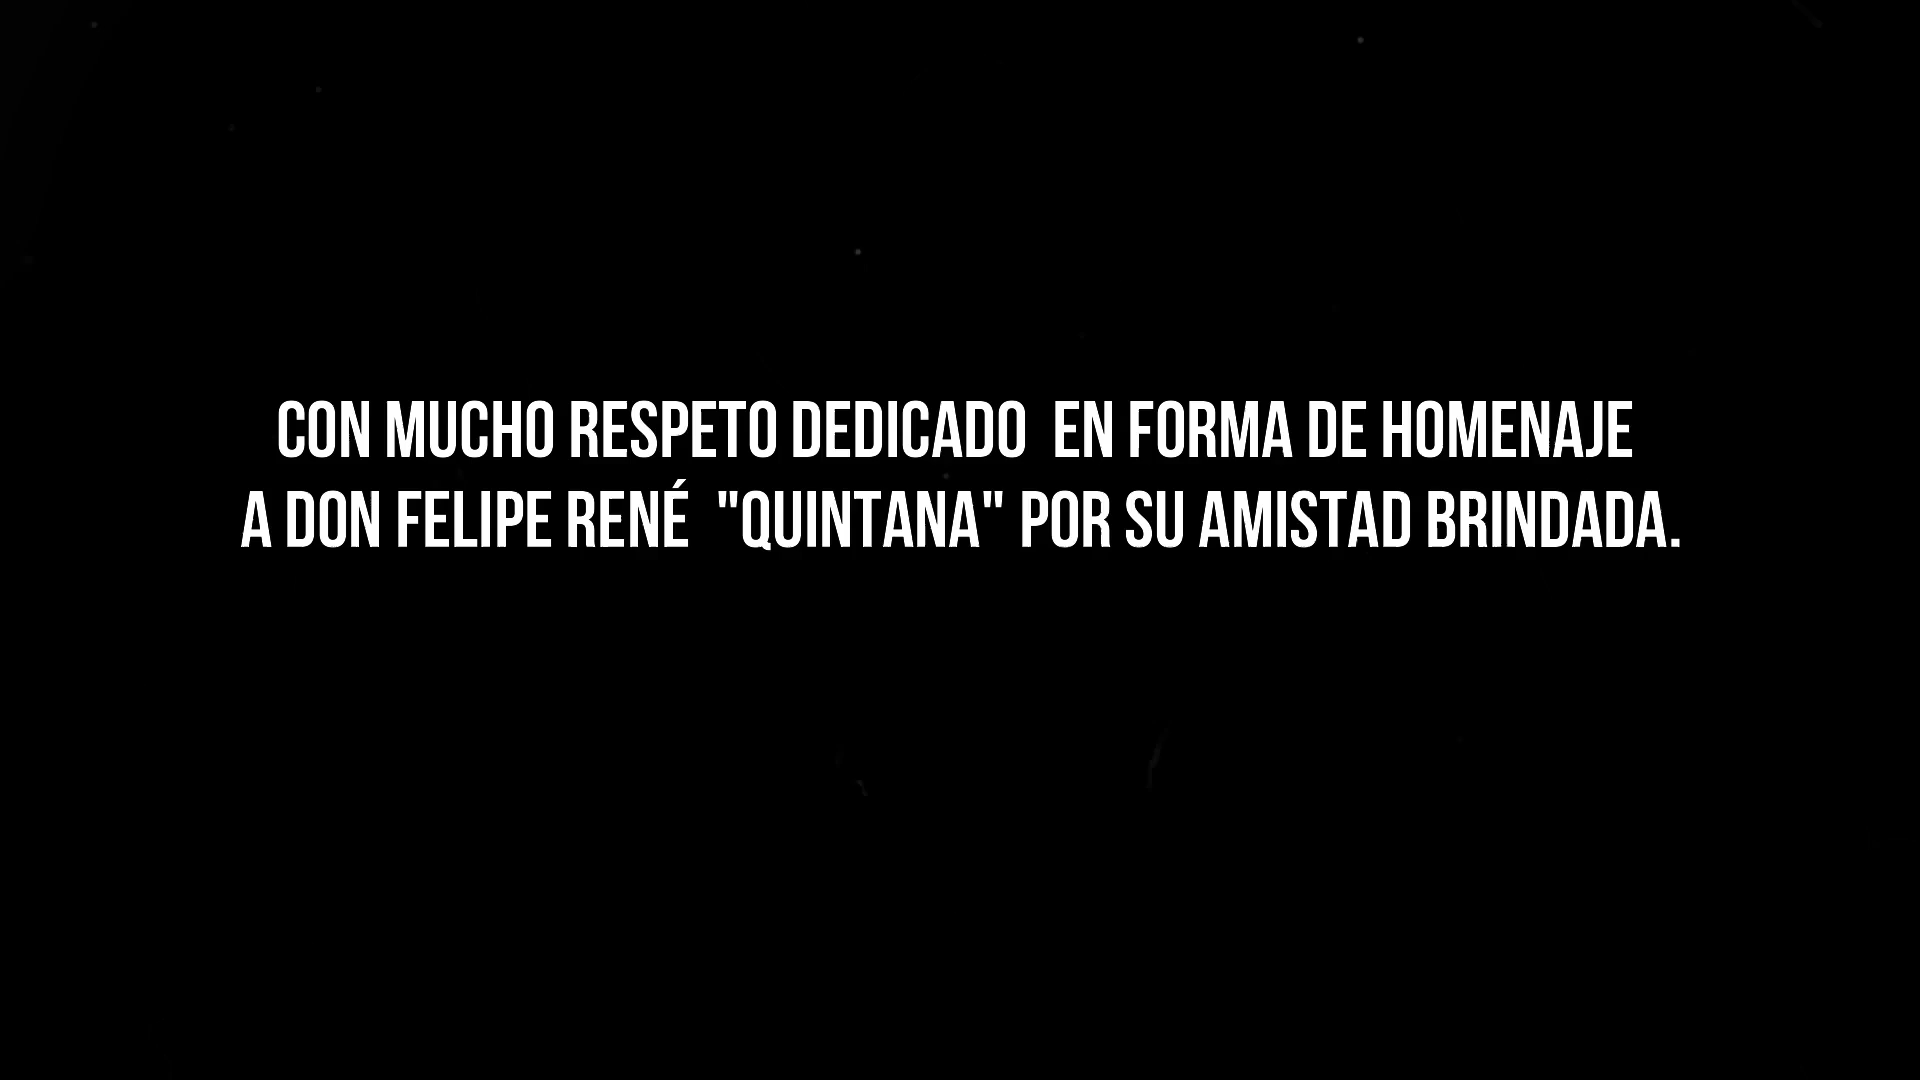 CON MUCHO RESPETO DEDICADO  EN FORMA DE HOMENAJE
A DON FELIPE RENÉ  "QUINTANA" POR SU AMISTAD BRINDADA.